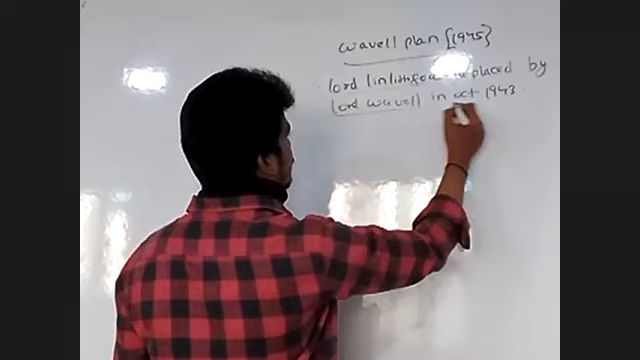 wavell plan {1945}
lord linlithgow replaced by
lord wavell in oct 1943